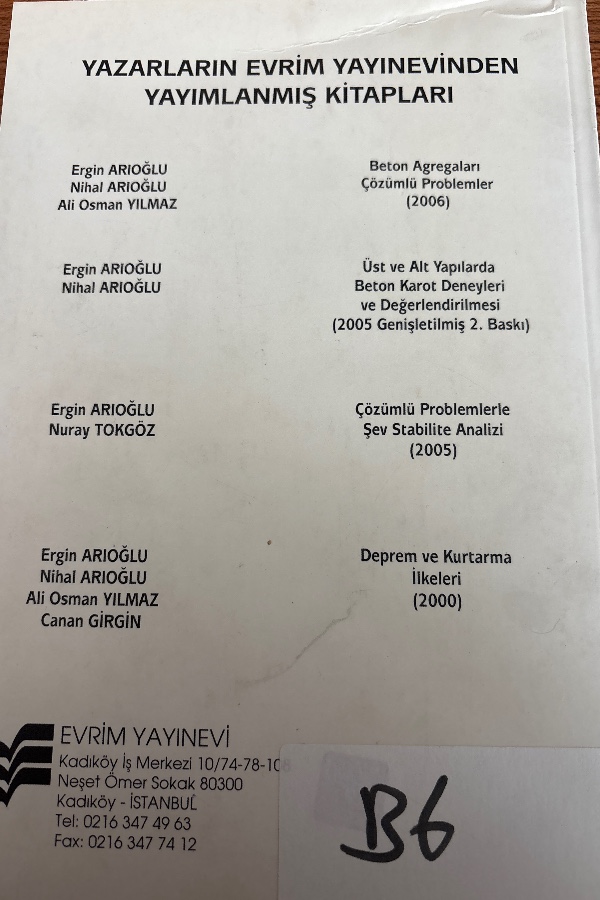 YAZARLARIN EVRİM YAYINEVİNDEN
YAYIMLANMIŞ KİTAPLARI
Ergin ARIOĞLU
Nihal ARIOĞLU
Ali Osman YILMAZ
Beton Agregaları
Çözümlü Problemler
(2006)
Ergin ARIOĞLU
Nihal ARIOĞLU
Üst ve Alt Yapılarda
Beton Karot Deneyleri
ve Değerlendirilmesi
(2005 Genişletilmiş 2. Baskı)
Ergin ARIOĞLU
Nuray TOKGÖZ
Çözümlü Problemlerle
Şev Stabilite Analizi
(2005)
Ergin ARIOĞLU
Nihal ARIOĞLU
Ali Osman YILMAZ
Canan GİRGİN
Deprem ve Kurtarma
İlkeleri
(2000)
EVRİM YAYINEVİ
Kadıköy İş Merkezi 10/74-78-108
Neşet Ömer Sokak 80300
Kadıköy - İSTANBUL
Tel: 0216 347 49 63
Fax: 0216 347 74 12
B6